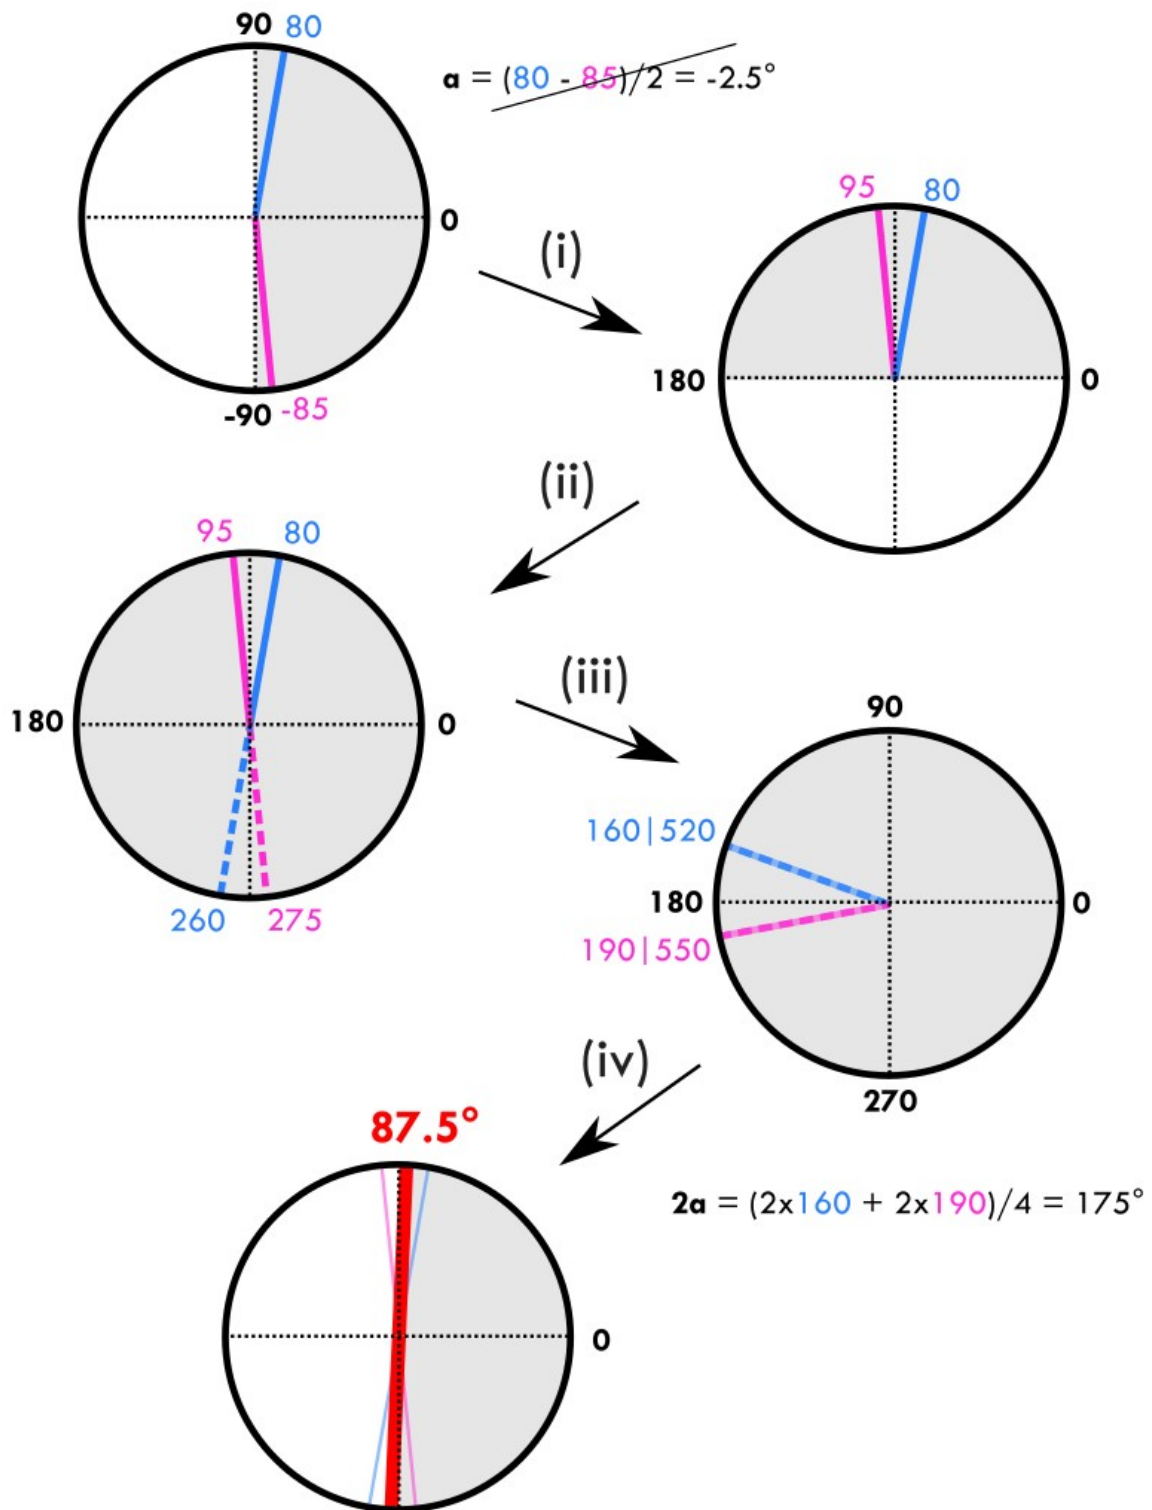 90 80
a = (80 - 85)/2 = -2.5°
0
-90 -85
(i)
95 80
180 0
(ii)
95 80
180 0
260 275
(iii)
90
160|520
180 0
190|550
270
(iv)
87.5°
2a = (2x160 + 2x190)/4 = 175°
0